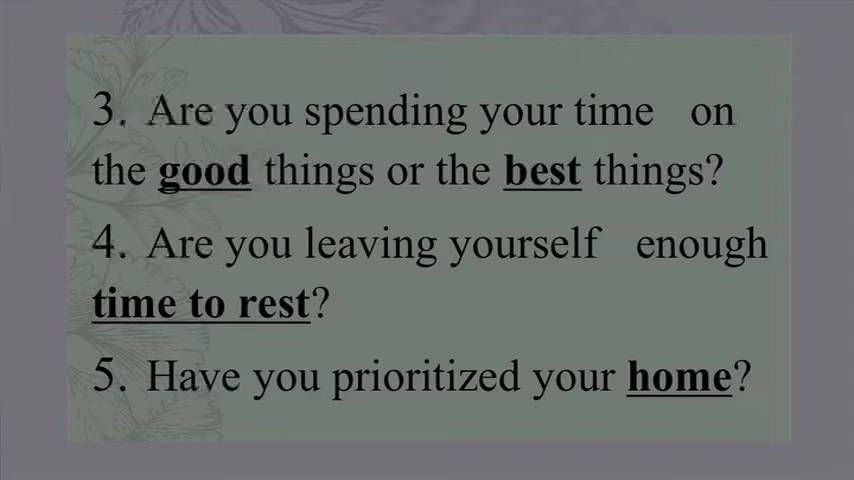 3. Are you spending your time on
the good things or the best things?
4. Are you leaving yourself enough
time to rest?
5. Have you prioritized your home?